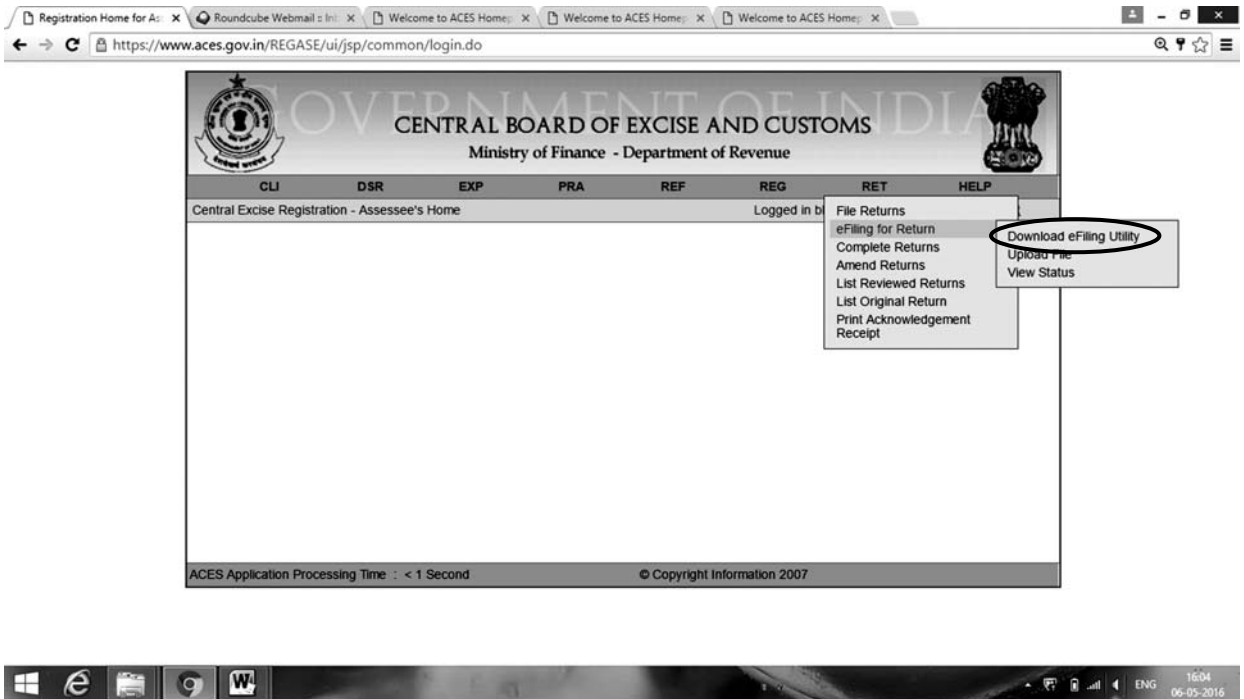 Registration Home for As
Roundcube Webmail :: In
Welcome to ACES Home
Welcome to ACES Home
Welcome to ACES Home
https://www.aces.gov.in/REGASE/ui/jsp/common/login.do
GOVERNMENT OF INDIA
CENTRAL BOARD OF EXCISE AND CUSTOMS
Ministry of Finance - Department of Revenue
CLI DSR EXP PRA REF REG RET HELP
Central Excise Registration - Assessee's Home Logged in
File Returns
eFiling for Return
Complete Returns
Amend Returns
List Reviewed Returns
List Original Return
Print Acknowledgement
Receipt
Download eFiling Utility
Upload File
View Status
ACES Application Processing Time : < 1 Second © Copyright Information 2007
ENG
16:04
06-05-2016